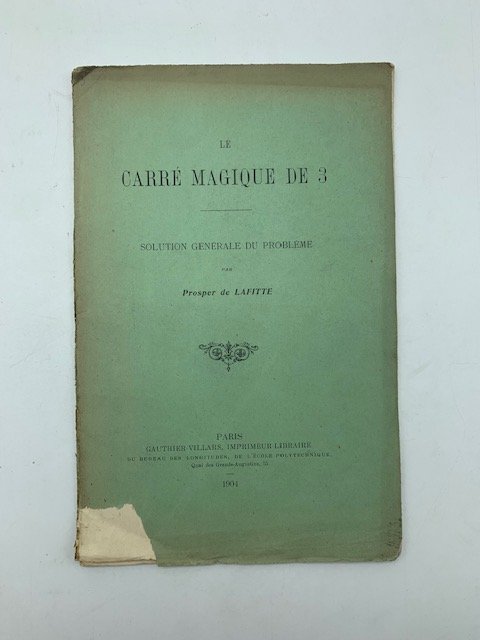 LE
CARRÉ MAGIQUE DE 3
SOLUTION GÉNÉRALE DU PROBLÈME
PAR
Prosper de LAFITTE
PARIS
GAUTHIER-VILLARS, IMPRIMEUR-LIBRAIRE
DU BUREAU DES LONGITUDES, DE L'ÉCOLE POLYTECHNIQUE,
Quai des Grands-Augustins, 55
1904